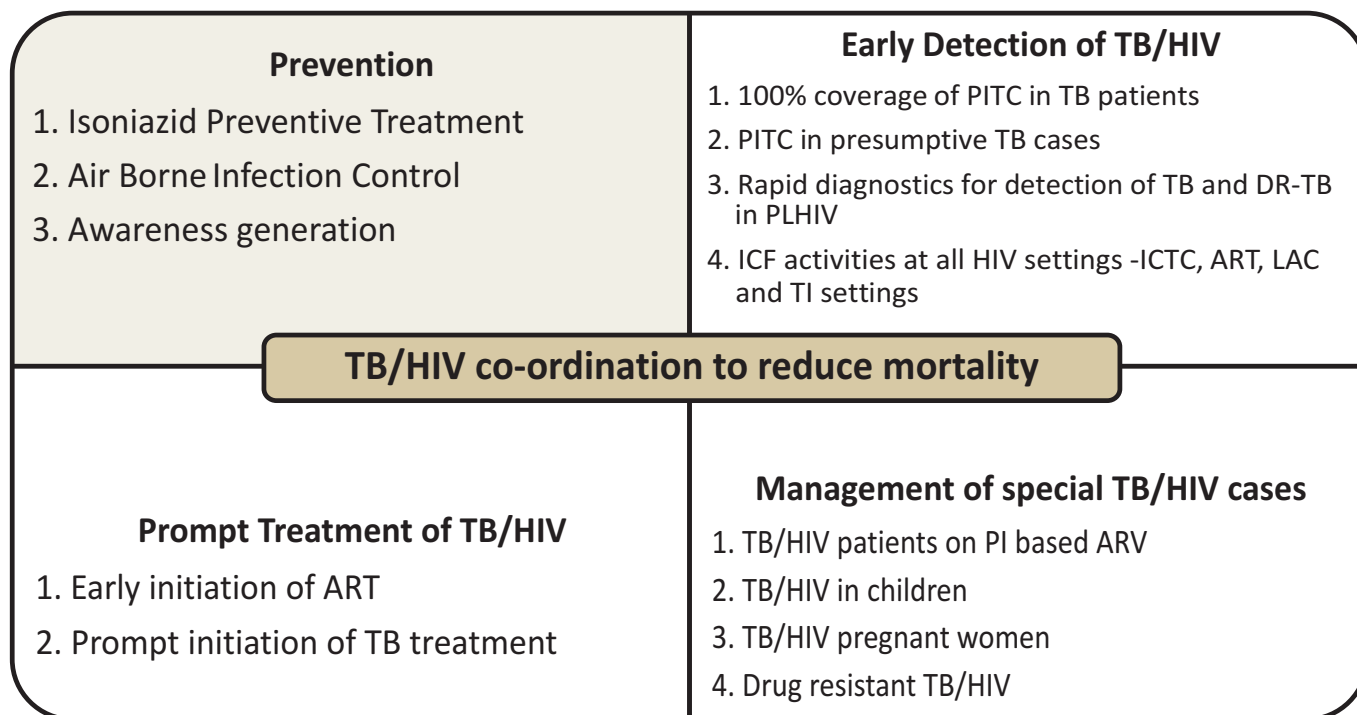 Prevention
1. Isoniazid Preventive Treatment
2. Air Borne Infection Control
3. Awareness generation
Early Detection of TB/HIV
1. 100% coverage of PITC in TB patients
2. PITC in presumptive TB cases
3. Rapid diagnostics for detection of TB and DR-TB
in PLHIV
4. ICF activities at all HIV settings -ICTC, ART, LAC
and TI settings
TB/HIV co-ordination to reduce mortality
Prompt Treatment of TB/HIV
1. Early initiation of ART
2. Prompt initiation of TB treatment
Management of special TB/HIV cases
1. TB/HIV patients on PI based ARV
2. TB/HIV in children
3. TB/HIV pregnant women
4. Drug resistant TB/HIV